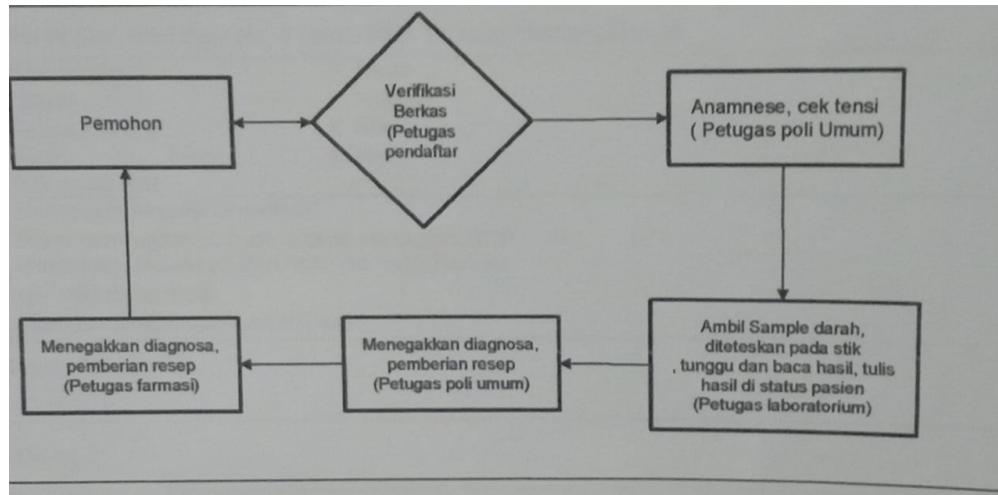 Pemohon
Verifikasi
Berkas
(Petugas
pendaftar
Anamnese, cek tensi
( Petugas poli Umum)
Ambil Sample darah,
diteteskan pada stik
, tunggu dan baca hasil, tulis
hasil di status pasien
(Petugas laboratorium)
Menegakkan diagnosa,
pemberian resep
(Petugas poli umum)
Menegakkan diagnosa,
pemberian resep
(Petugas farmasi)